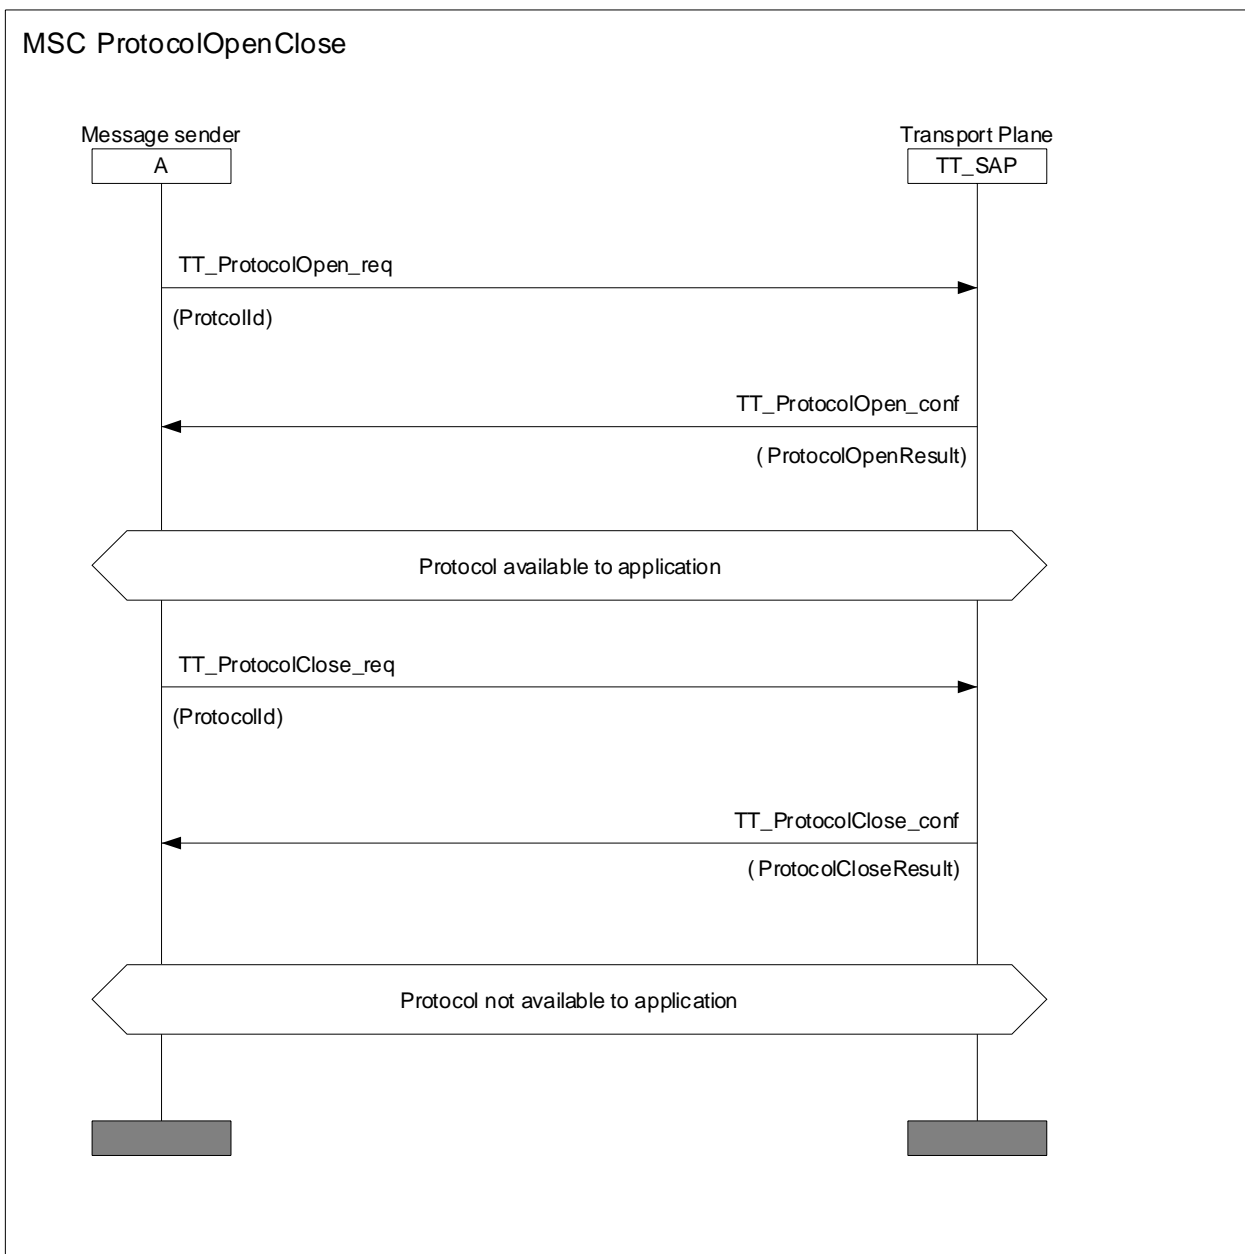 MSC ProtocolOpenClose
Message sender
Transport Plane
A
TT_SAP
TT_ProtocolOpen_req
(ProtcolId)
TT_ProtocolOpen_conf
( ProtocolOpenResult)
Protocol available to application
TT_ProtocolClose_req
(ProtocolId)
TT_ProtocolClose_conf
( ProtocolCloseResult)
Protocol not available to application